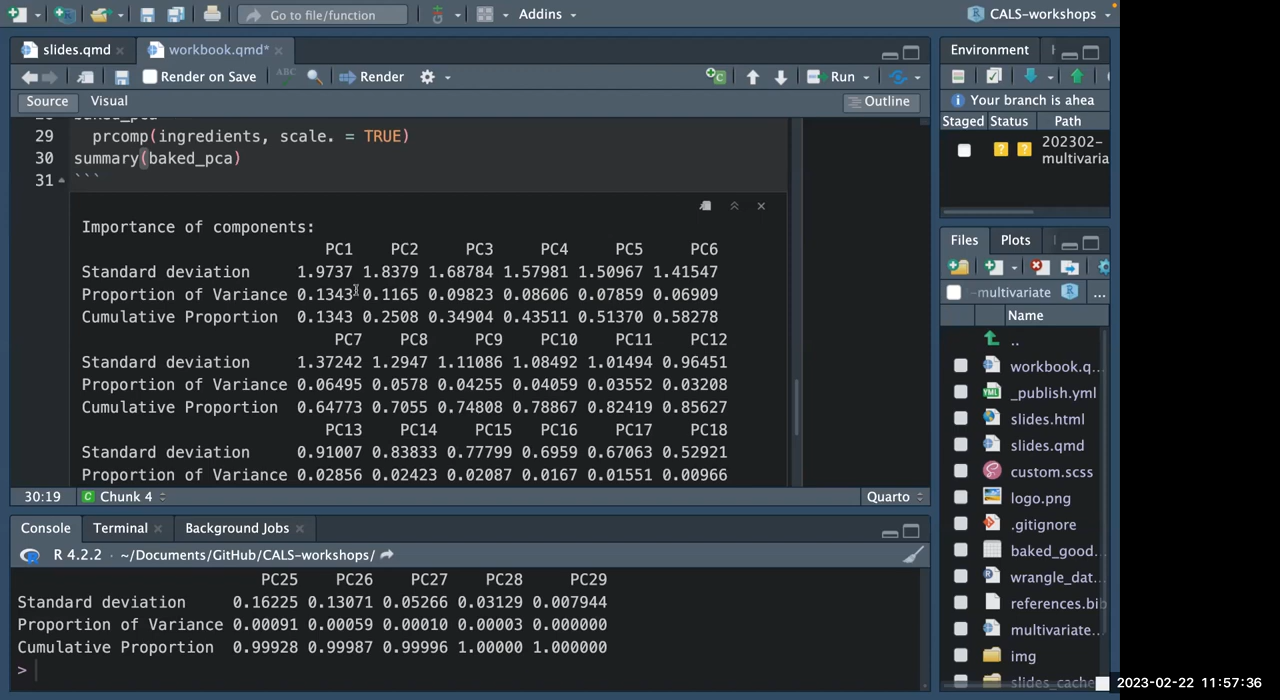 Go to file/function
Addins
CALS-workshops
slides.qmd
workbook.qmd*
Render on Save
ABC
Render
Run
Source
Visual
Outline
29 prcomp(ingredients, scale. = TRUE)
30 summary(baked_pca)
31 ```
Importance of components:
PC1 PC2 PC3 PC4 PC5 PC6
Standard deviation 1.9737 1.8379 1.68784 1.57981 1.50967 1.41547
Proportion of Variance 0.1343 0.1165 0.09823 0.08606 0.07859 0.06909
Cumulative Proportion 0.1343 0.2508 0.34904 0.43511 0.51370 0.58278
PC7 PC8 PC9 PC10 PC11 PC12
Standard deviation 1.37242 1.2947 1.11086 1.08492 1.01494 0.96451
Proportion of Variance 0.06495 0.0578 0.04255 0.04059 0.03552 0.03208
Cumulative Proportion 0.64773 0.7055 0.74808 0.78867 0.82419 0.85627
PC13 PC14 PC15 PC16 PC17 PC18
Standard deviation 0.91007 0.83833 0.77799 0.6959 0.67063 0.52921
Proportion of Variance 0.02856 0.02423 0.02087 0.0167 0.01551 0.00966
30:19
Chunk 4
Quarto
Console
Terminal
Background Jobs
R 4.2.2 · ~/Documents/GitHub/CALS-workshops/
PC25 PC26 PC27 PC28 PC29
Standard deviation 0.16225 0.13071 0.05266 0.03129 0.007944
Proportion of Variance 0.00091 0.00059 0.00010 0.00003 0.000000
Cumulative Proportion 0.99928 0.99987 0.99996 1.00000 1.000000
>
Environment
Your branch is ahea
Staged Status Path
202302-
multivaria
Files
Plots
-multivariate
...
Name
..
workbook.q...
_publish.yml
slides.html
slides.qmd
custom.scss
logo.png
.gitignore
baked_good...
wrangle_dat...
references.bib
multivariate...
img
slides_cache
2023-02-22 11:57:36